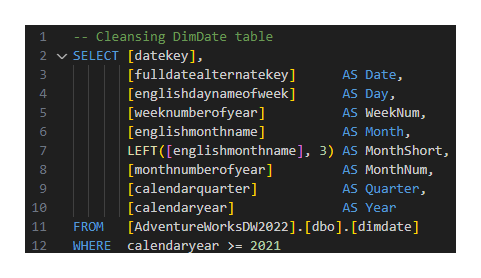 1 -- Cleansing DimDate table
2 SELECT [datekey],
3 [fulldatealternatekey] AS Date,
4 [englishdaynameofweek] AS Day,
5 [weeknumberofyear] AS WeekNum,
6 [englishmonthname] AS Month,
7 LEFT([englishmonthname], 3) AS MonthShort,
8 [monthnumberofyear] AS MonthNum,
9 [calendarquarter] AS Quarter,
10 [calendaryear] AS Year
11 FROM [AdventureWorksDW2022].[dbo].[dimdate]
12 WHERE calendaryear >= 2021